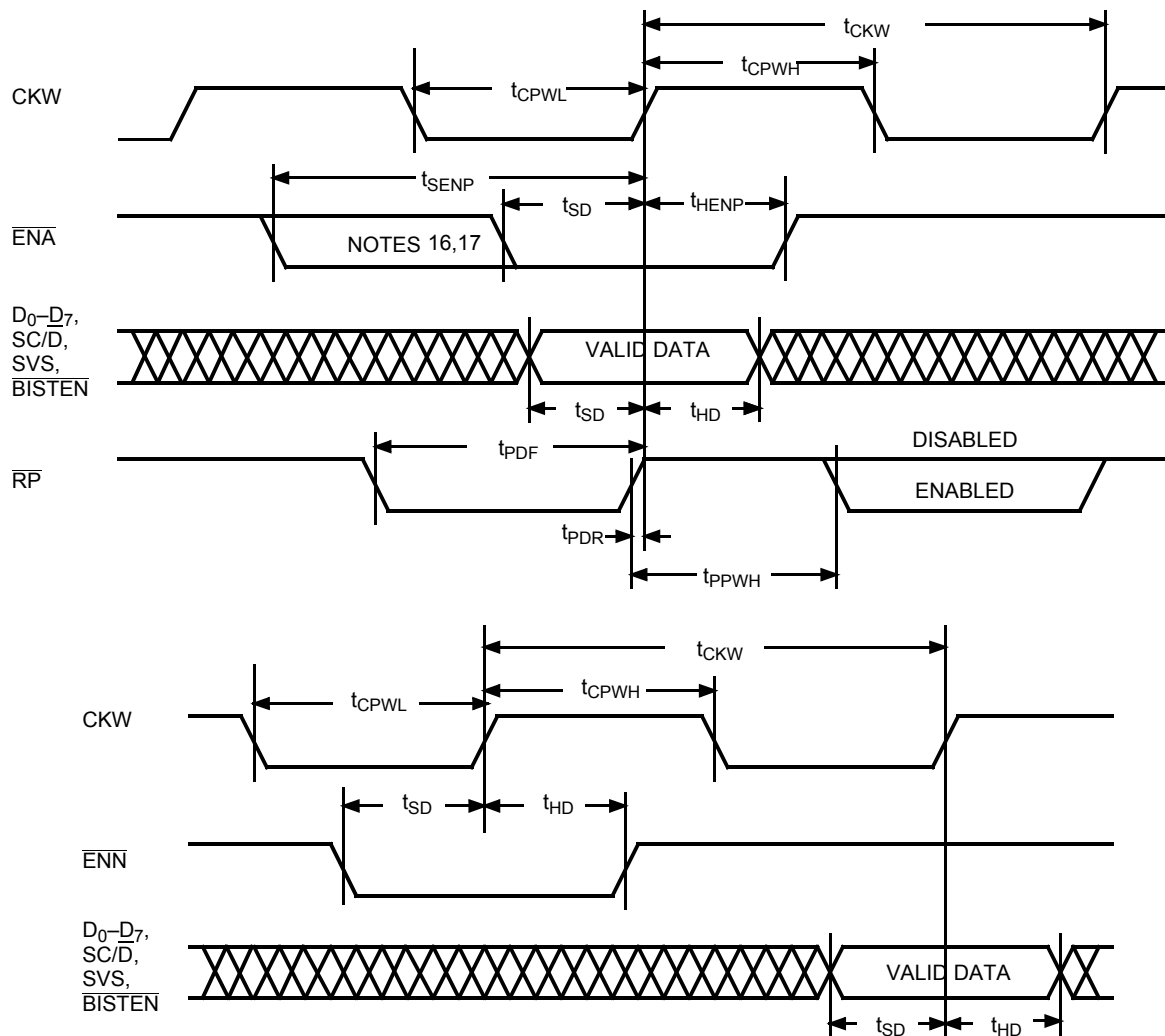 tCKW
tCPWH
tCPWL
CKW
tSENP
tSD
tHENP
ENA
NOTES 16,17
D0–D7,
SC/D,
SVS,
BISTEN
VALID DATA
tSD
tHD
tPDF
DISABLED
RP
ENABLED
tPDR
tPPWH
tCKW
tCPWL
tCPWH
CKW
tSD
tHD
ENN
D0–D7,
SC/D,
SVS,
BISTEN
VALID DATA
tSD
tHD